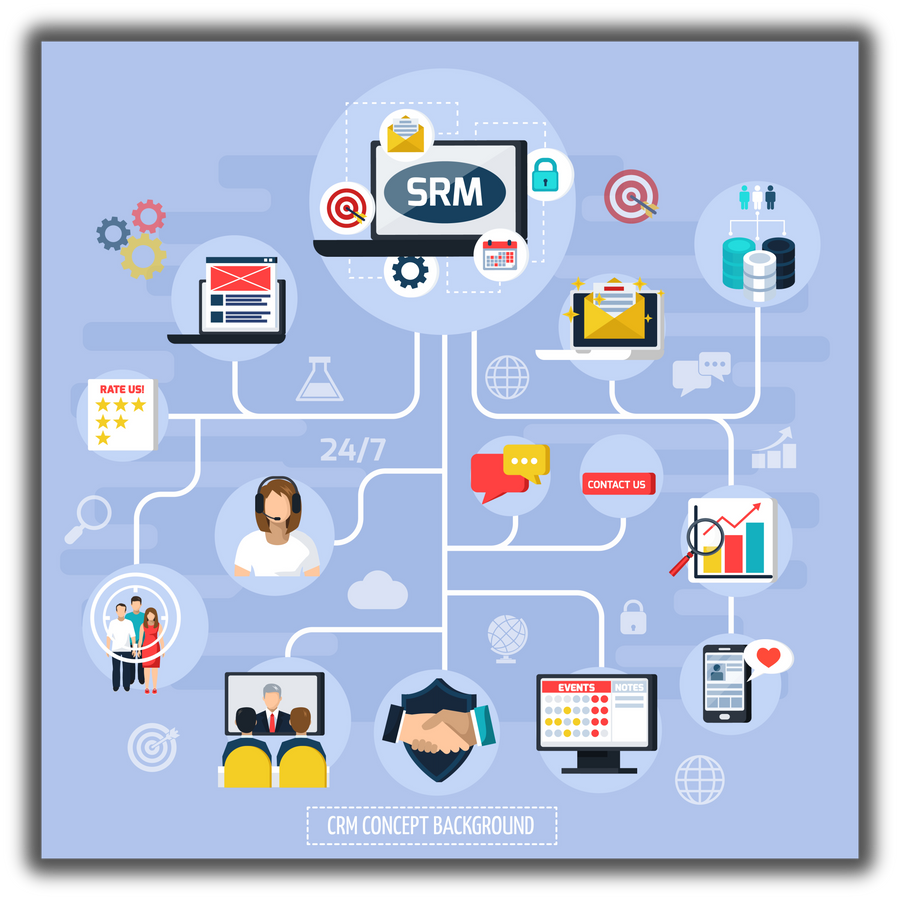 SRM
RATE US!
24/7
CONTACT US
EVENTS
NOTES
CRM CONCEPT BACKGROUND